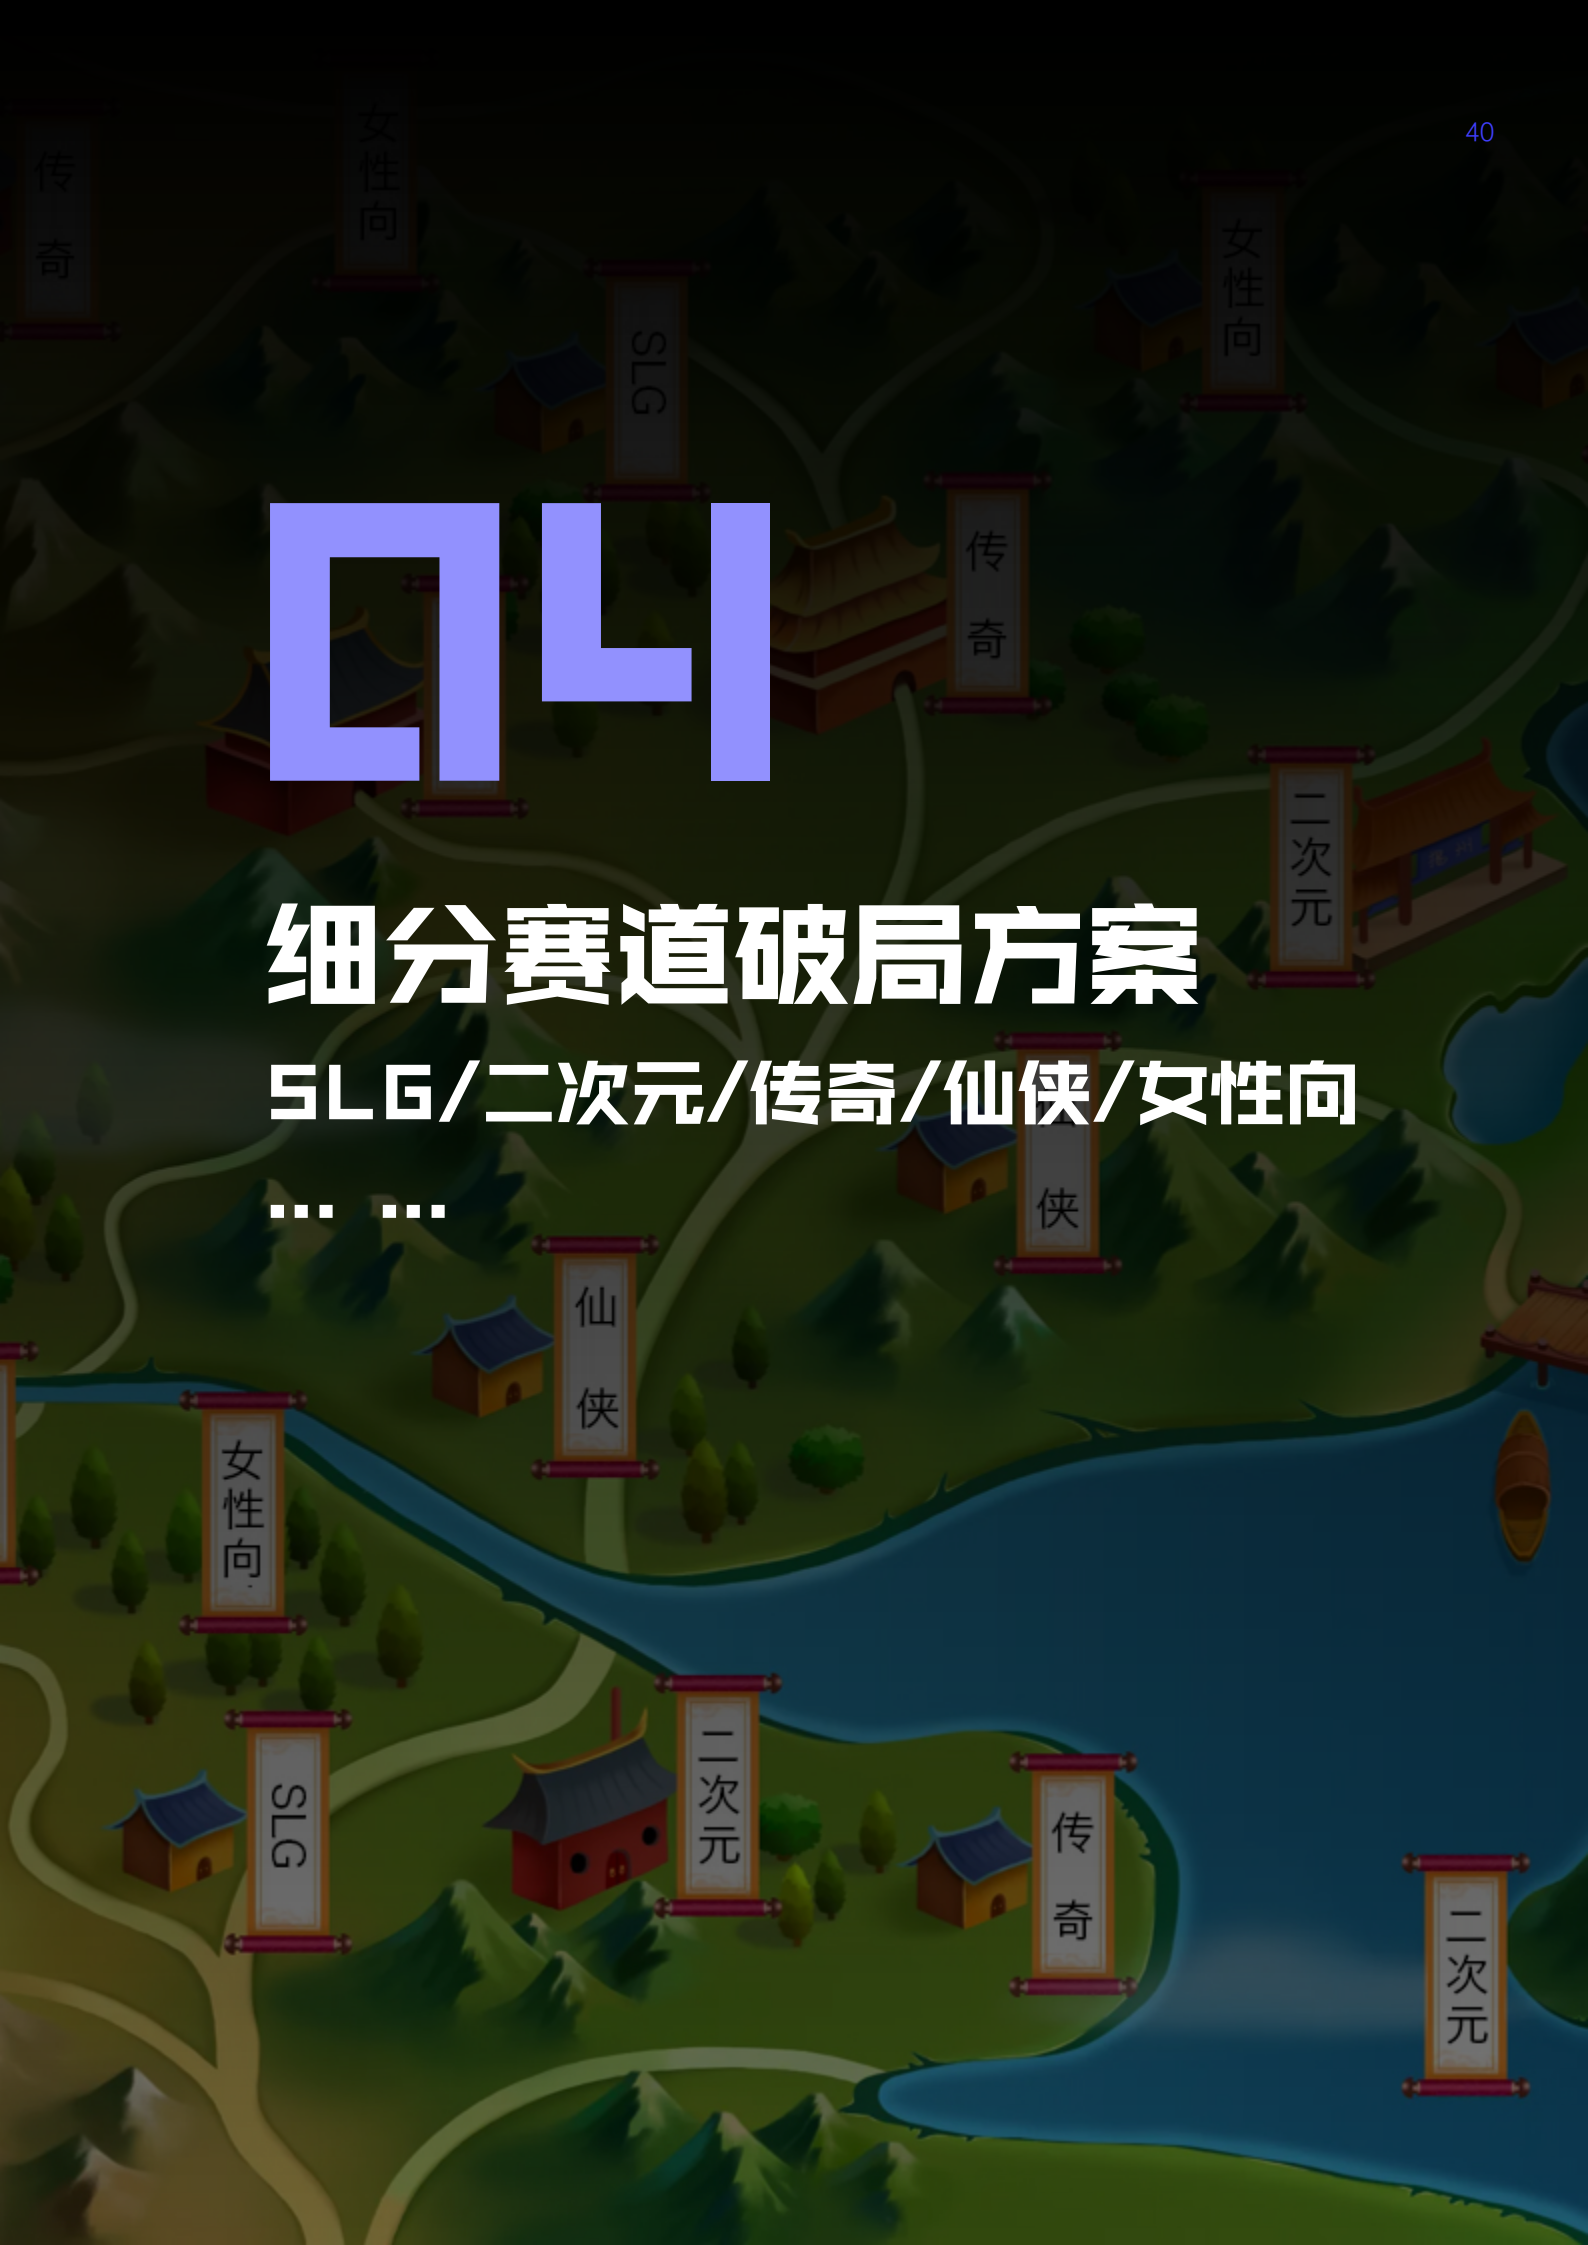 40
传奇
女性向
女性向
SLG
传奇
04
二次元
细分赛道破局方案
SLG/二次元/传奇/仙侠/女性向
... ...
仙侠
仙侠
女性向
SLG
二次元
传奇
二次元